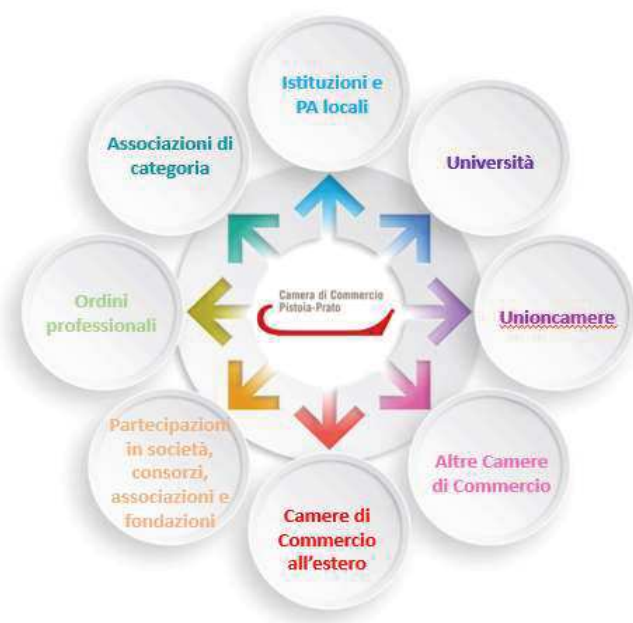 Istituzioni e
PA locali
Università
Unioncamere
Altre Camere
di Commercio
Camere di
Commercio
all'estero
Partecipazioni
in società,
consorzi,
associazioni e
fondazioni
Ordini
professionali
Associazioni di
categoria
Camera di Commercio
Pistoia-Prato